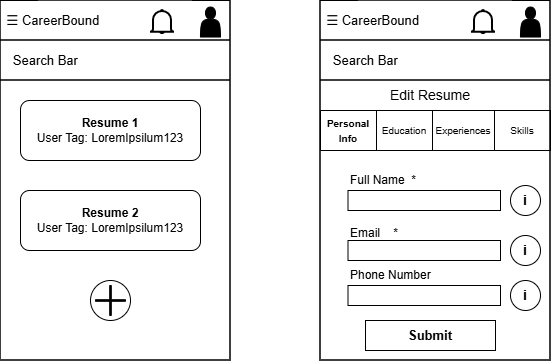 ☰ CareerBound
Search Bar
Resume 1
User Tag: LoremIpsilum123
Resume 2
User Tag: LoremIpsilum123
☰ CareerBound
Search Bar
Edit Resume
Personal Info
Education
Experiences
Skills
Full Name *
i
Email *
i
Phone Number
i
Submit